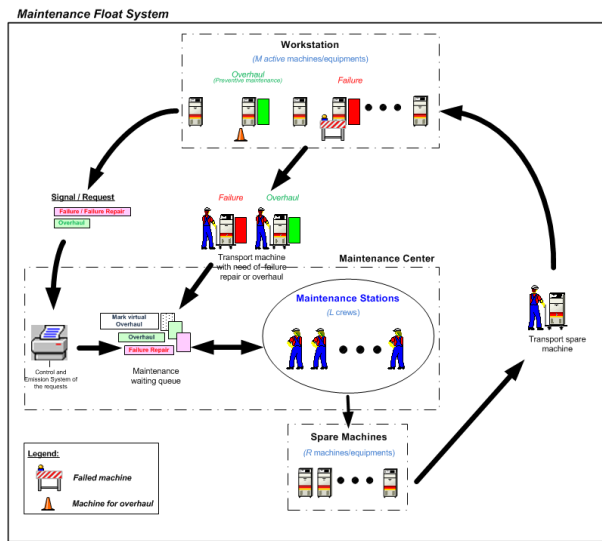 Maintenance Float System
Workstation
(M active machines/equipments)
Overhaul
(Preventive maintenance)
Failure
Signal / Request
Failure / Failure Repair
Overhaul
Failure
Overhaul
Transport machine
with need of failure
repair or overhaul
Maintenance Center
Mark virtual
Overhaul
Overhaul
Failure Repair
Maintenance
waiting queue
Control and
Emission System of
the requests
Maintenance Stations
(L crews)
Transport spare
machine
Spare Machines
(R machines/equipments)
Legend:
Failed machine
Machine for overhaul